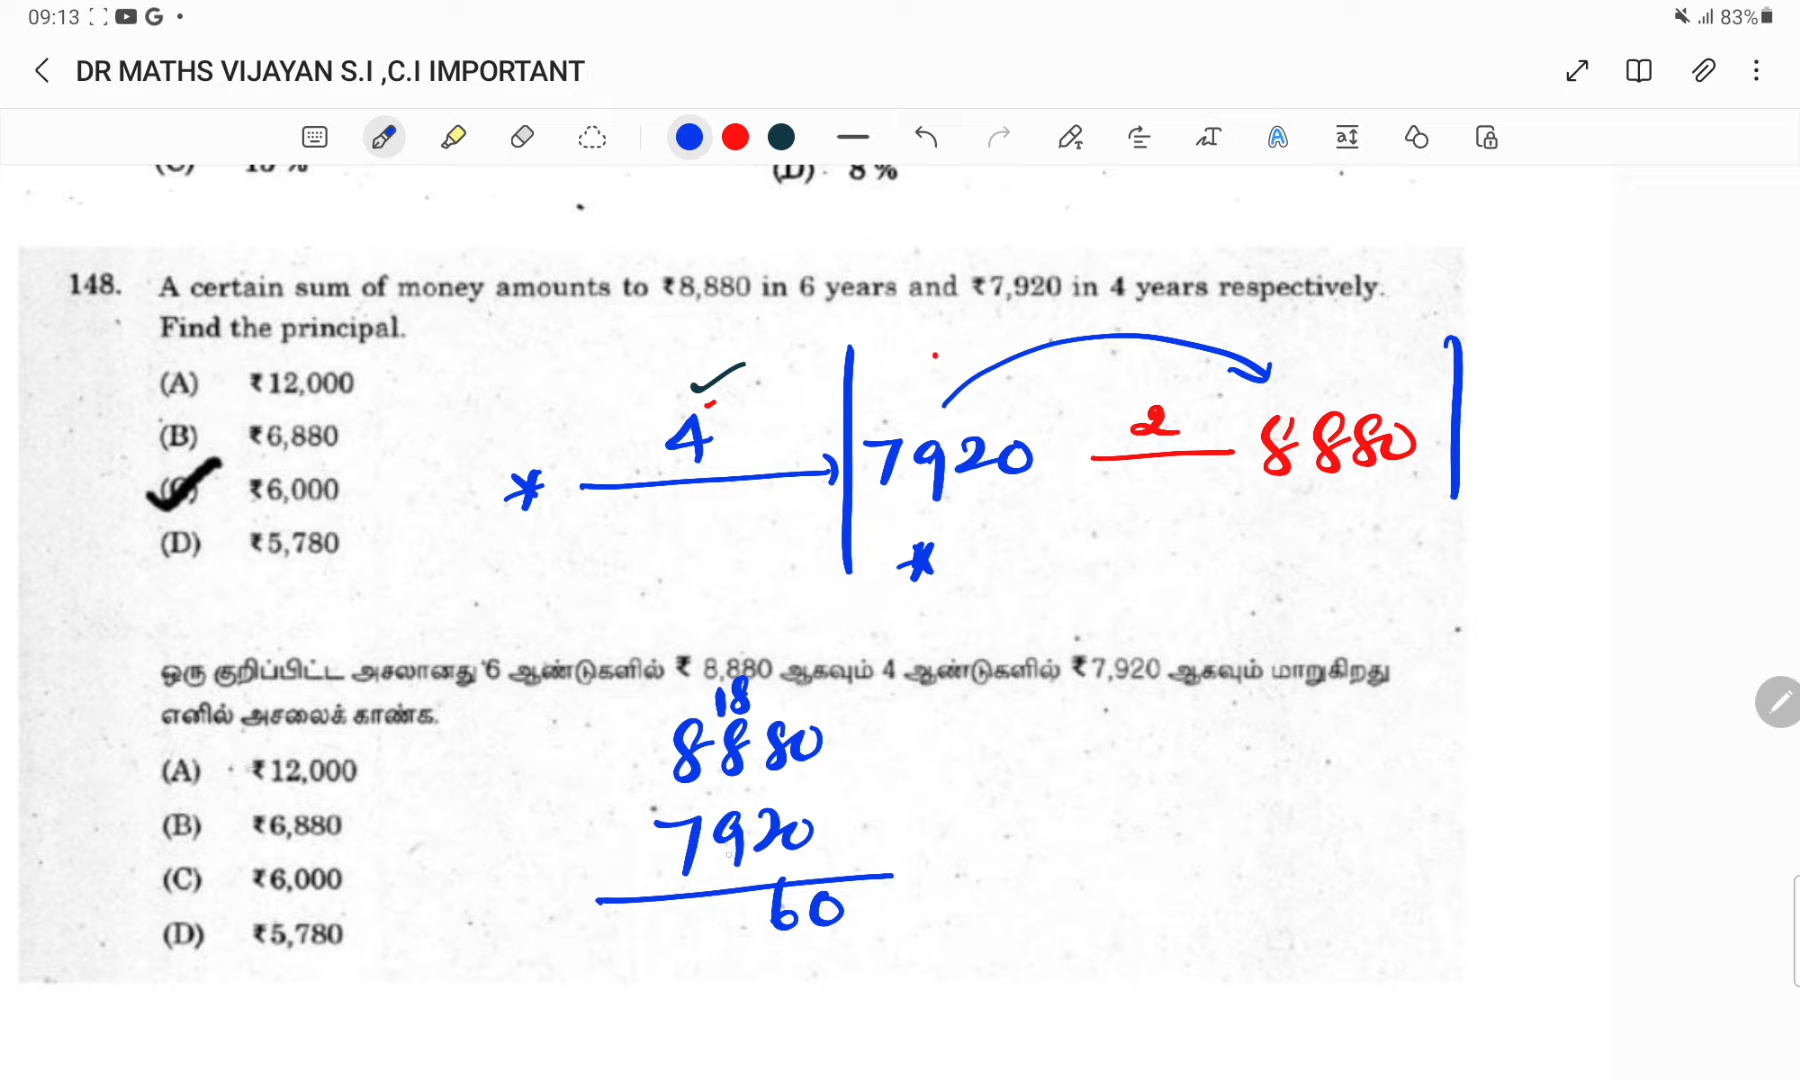 09:13
83%
DR MATHS VIJAYAN S.I ,C.I IMPORTANT
(D) 8 %
148. A certain sum of money amounts to ₹8,880 in 6 years and ₹7,920 in 4 years respectively.
Find the principal.
(A) ₹12,000
(B) ₹6,880
(C) ₹6,000
(D) ₹5,780
4
* 7920 2 8880
*
ஒரு குறிப்பிட்ட அசலானது 6 ஆண்டுகளில் ₹ 8,880 ஆகவும் 4 ஆண்டுகளில் ₹7,920 ஆகவும் மாறுகிறது
எனில் அசலைக் காண்க.
(A) ₹12,000
(B) ₹6,880
(C) ₹6,000
(D) ₹5,780
18
8880
7920
60